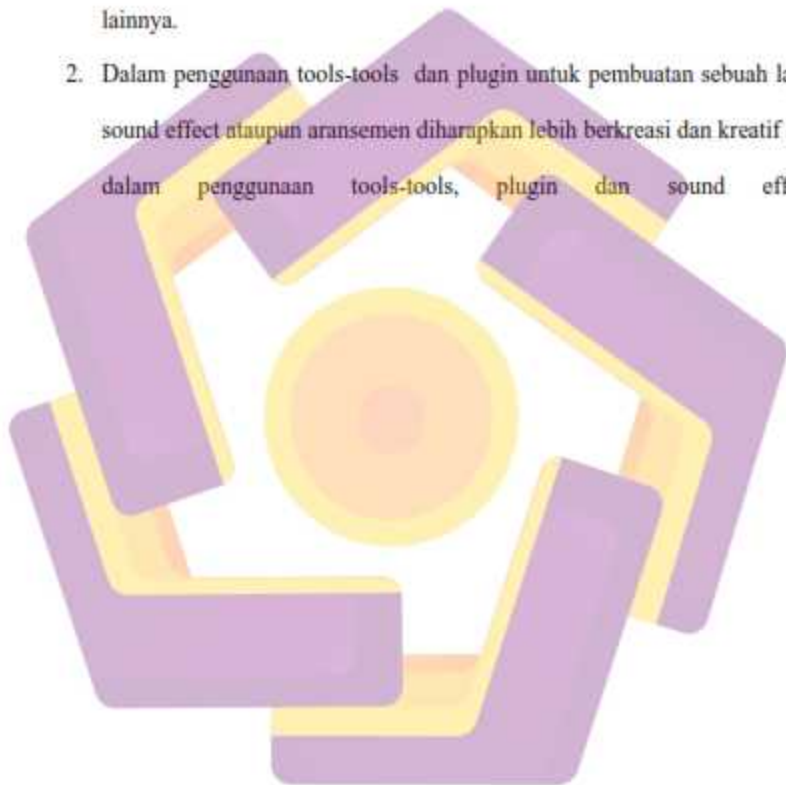 lainnya.
2. Dalam penggunaan tools-tools dan plugin untuk pembuatan sebuah
sound effect ataupun aransemen diharapkan lebih berkreasi dan kreatif
dalam penggunaan tools-tools, plugin dan sound